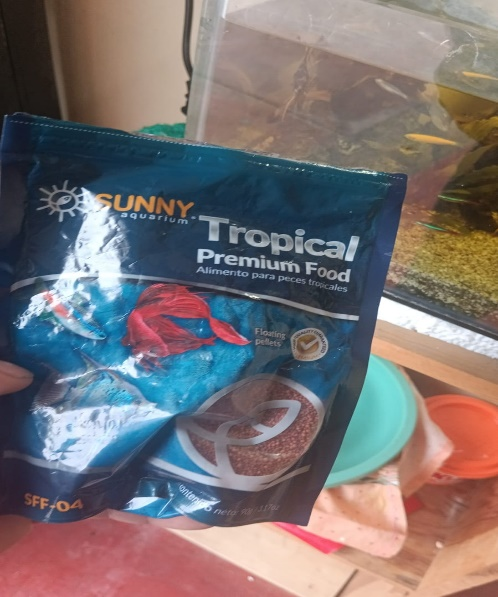 SUNNY
aquarium
Tropical
Premium Food
Alimento para peces tropicales
Floating
pellets
SFF-04